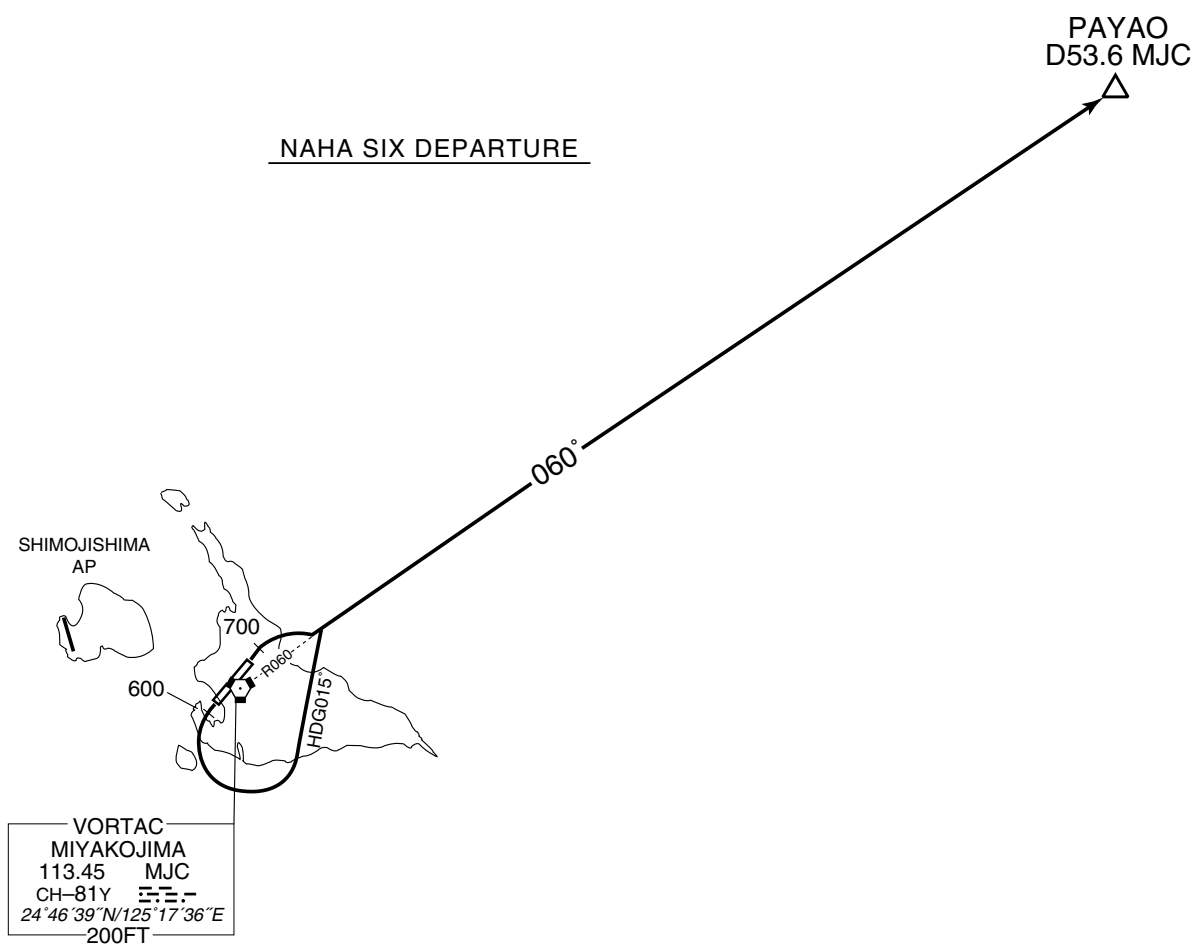 PAYAO
D53.6 MJC
NAHA SIX DEPARTURE
060°
SHIMOJISHIMA
AP
700
R060
600
HDG015°
VORTAC
MIYAKOJIMA
113.45 MJC
CH–81Y
24°46´39˝N/125°17´36˝E
200FT